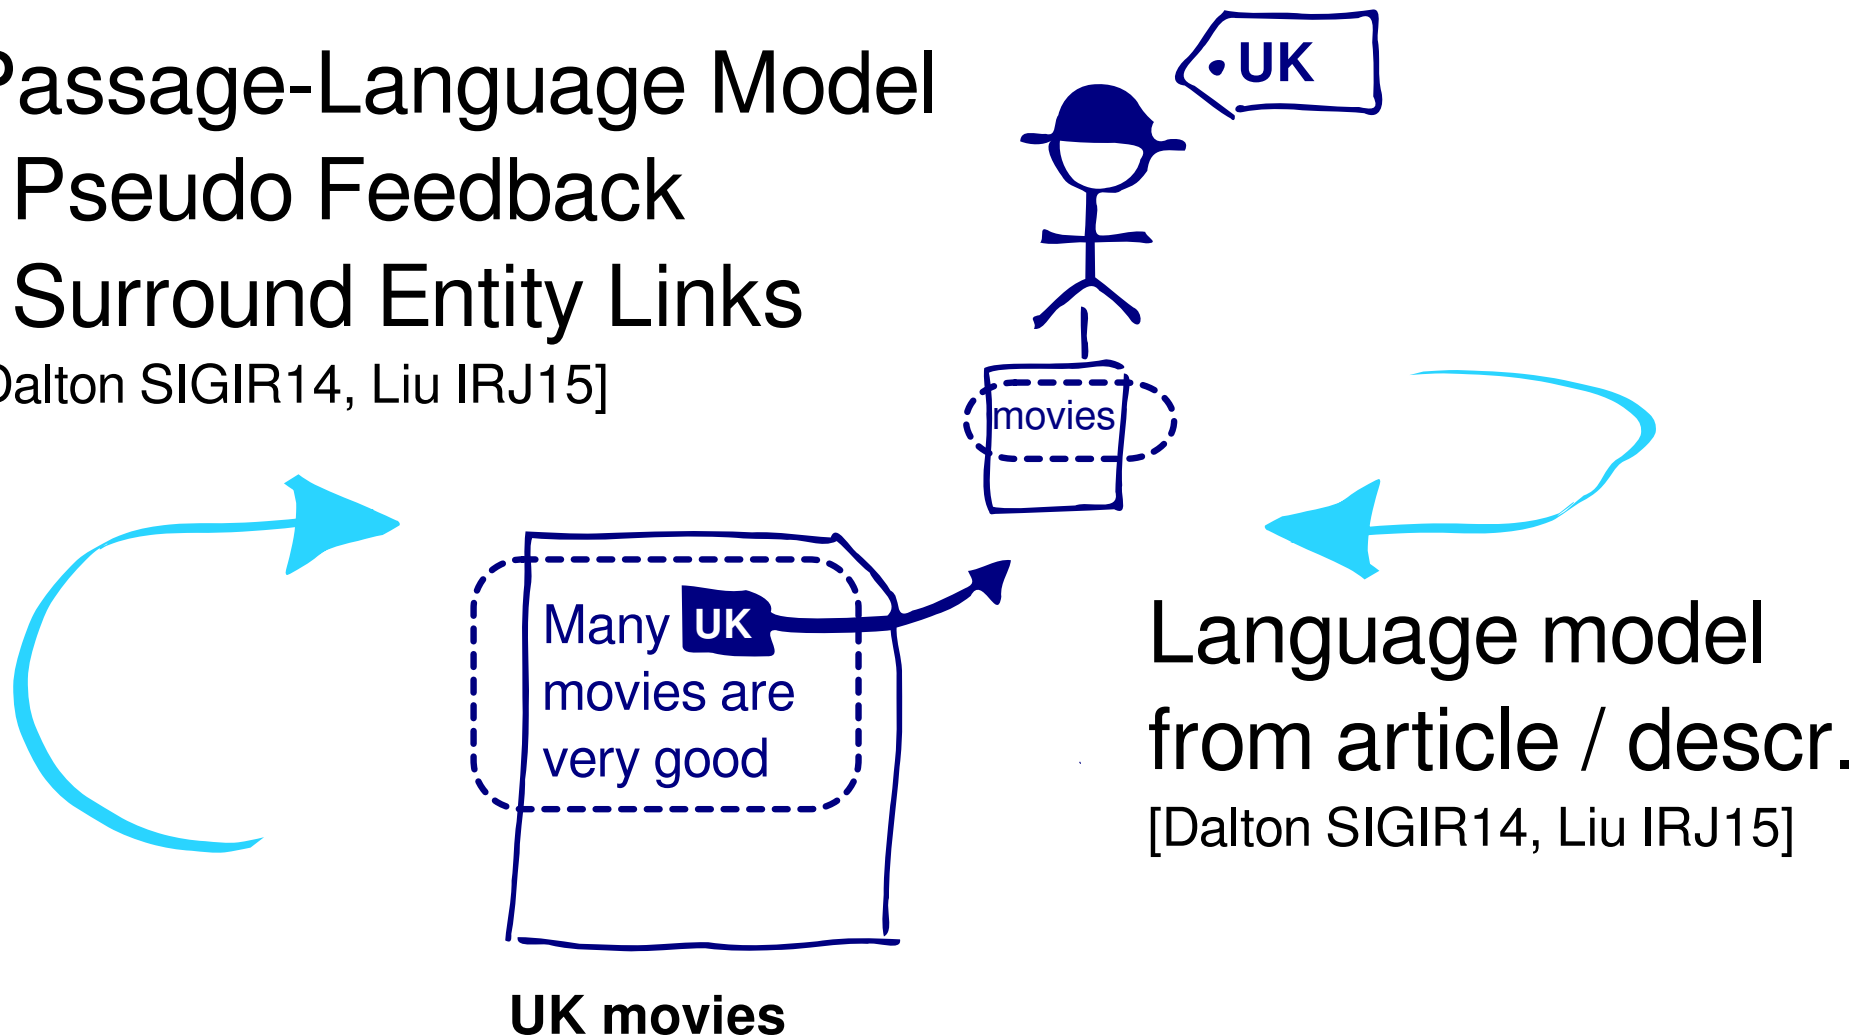 Passage-Language Model
Pseudo Feedback
Surround Entity Links
Dalton SIGIR14, Liu IRJ15]
UK
movies
Many UK
movies are
very good
Language model
from article / descr.
[Dalton SIGIR14, Liu IRJ15]
UK movies